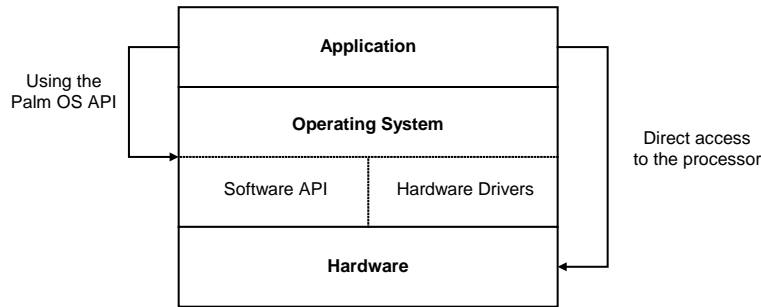 Application
Using the
Palm OS API
Operating System
Direct access
to the processor
Software API
Hardware Drivers
Hardware